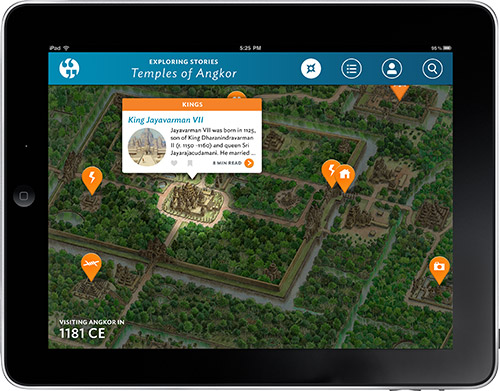 iPad
5:25 PM
95%
EXPLORING STORIES
Temples of Angkor
KINGS
King Jayavarman VII
Jayavarman VII was born in 1125,
son of King Dharanindravarman
II (r. 1150 -1160) and queen Sri
Jayarajacudamani. He married ...
8 MIN READ
VISITING ANGKOR IN
1181 CE